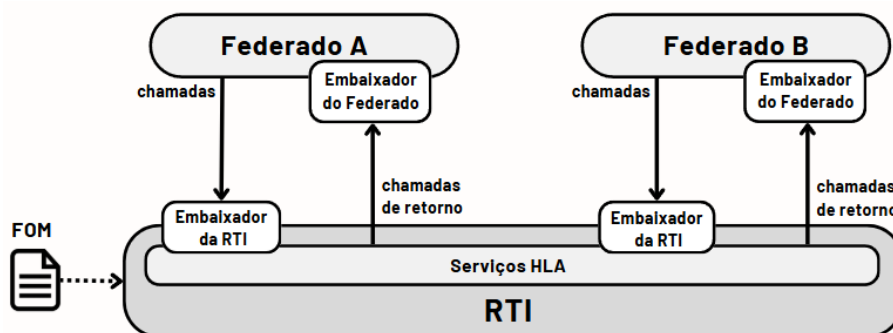 Federado A
Federado B
chamadas
Embaixador
do Federado
chamadas
Embaixador
do Federado
chamadas
de retorno
chamadas
de retorno
Embaixador
da RTI
Embaixador
da RTI
FOM
Serviços HLA
RTI